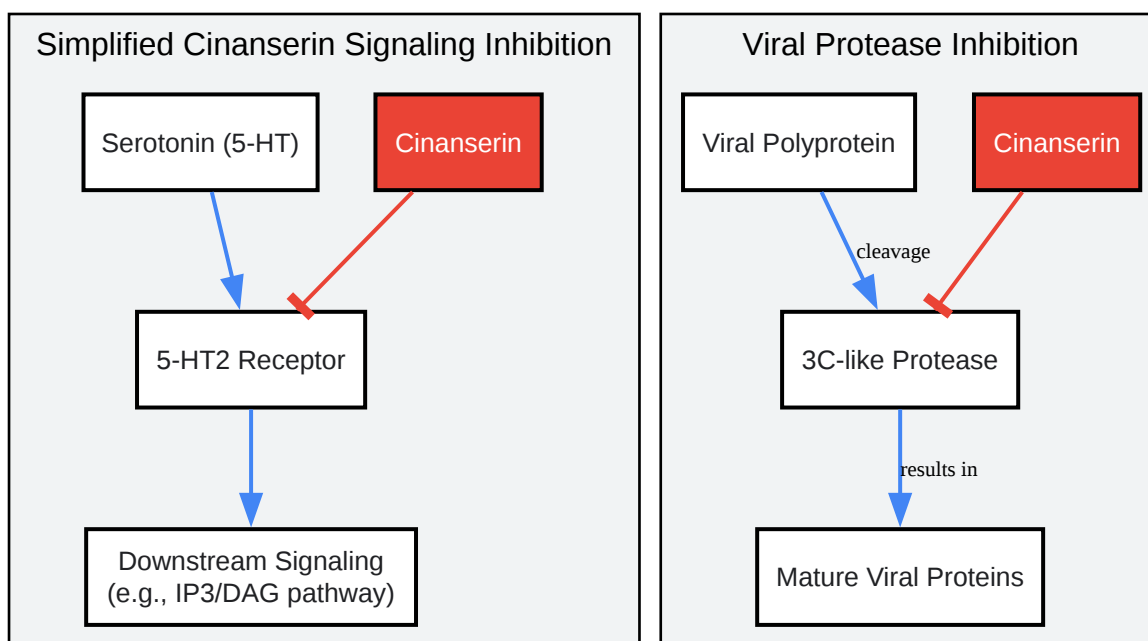 Simplified Cinanserin Signaling Inhibition
Serotonin (5-HT)
Cinanserin
5-HT2 Receptor
Downstream Signaling
(e.g., IP3/DAG pathway)
Viral Protease Inhibition
Viral Polyprotein
Cinanserin
cleavage
3C-like Protease
results in
Mature Viral Proteins